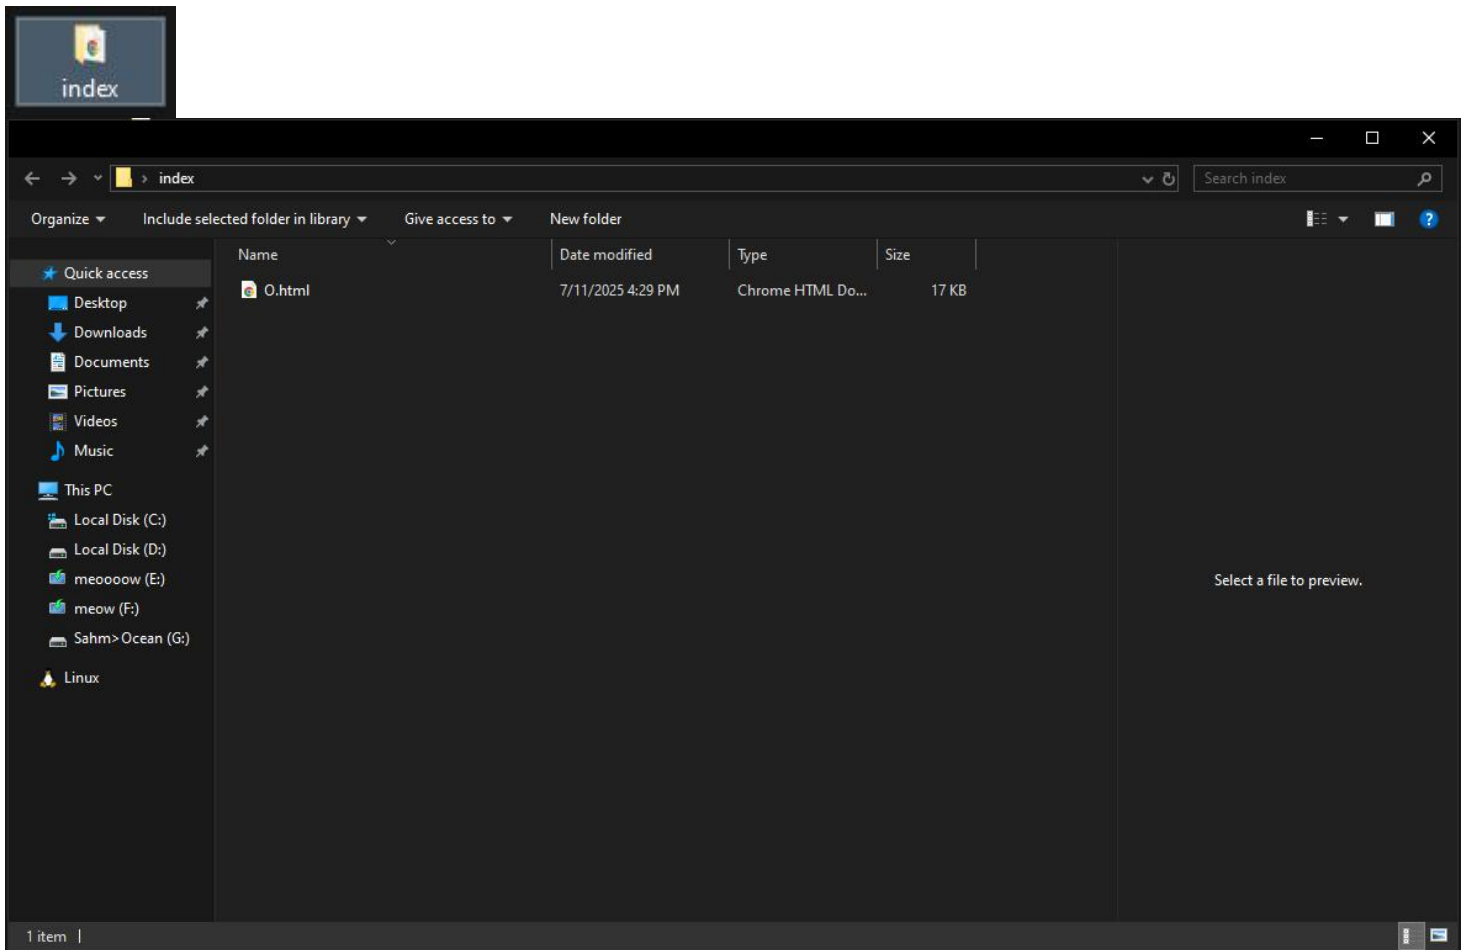 index
index
Search index
Organize Include selected folder in library Give access to New folder
?
Name Date modified Type Size
O.html 7/11/2025 4:29 PM Chrome HTML Do... 17 KB
Quick access
Desktop
Downloads
Documents
Pictures
Videos
Music
This PC
Local Disk (C:)
Local Disk (D:)
meoooow (E:)
meow (F:)
Sahm>Ocean (G:)
Linux
Select a file to preview.
1 item